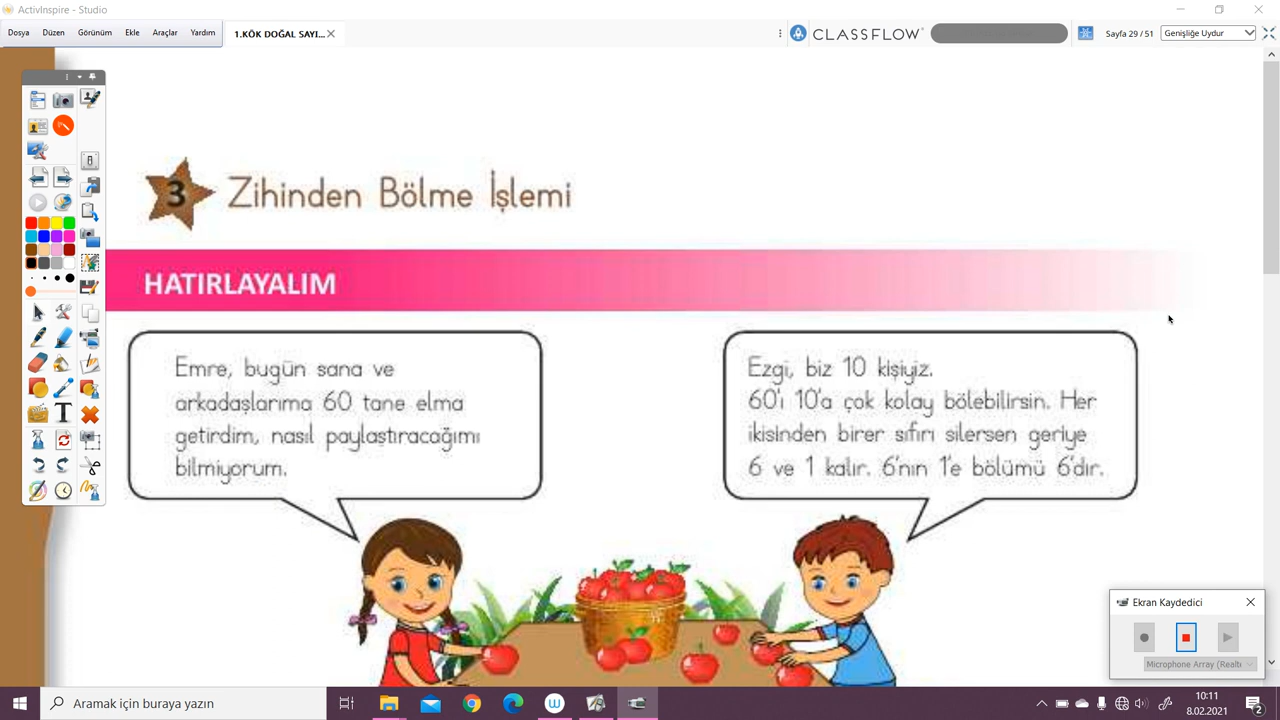 ActivInspire - Studio
Dosya Düzen Görünüm Ekle Araçlar Yardım
1.KÖK DOĞAL SAYI...
CLASSFLOW
Sayfa 29 / 51
Genişliğe Uydur
3 Zihinden Bölme İşlemi
HATIRLAYALIM
Emre, bugün sana ve
arkadaşlarıma 60 tane elma
getirdim, nasıl paylaştıracağımı
bilmiyorum.
Ezgi, biz 10 kişiyiz.
60'ı 10'a çok kolay bölebilirsin. Her
ikisinden birer sıfırı silersen geriye
6 ve 1 kalır. 6'nın 1'e bölümü 6'dır.
Ekran Kaydedici
Microphone Array (Realt
Aramak için buraya yazın
10:11
8.02.2021
2